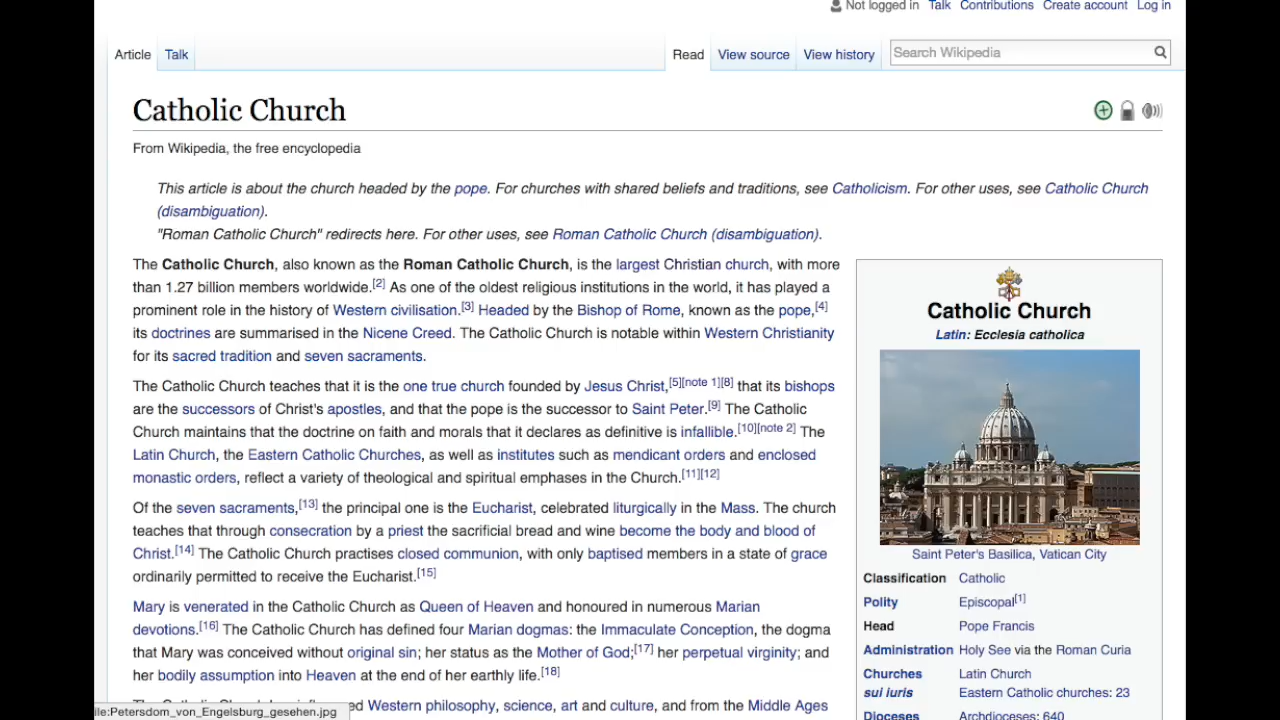 Not logged in Talk Contributions Create account Log in
Article Talk Read View source View history Search Wikipedia
Catholic Church
From Wikipedia, the free encyclopedia
This article is about the church headed by the pope. For churches with shared beliefs and traditions, see Catholicism. For other uses, see Catholic Church
(disambiguation).
"Roman Catholic Church" redirects here. For other uses, see Roman Catholic Church (disambiguation).
The Catholic Church, also known as the Roman Catholic Church, is the largest Christian church, with more
than 1.27 billion members worldwide.[2] As one of the oldest religious institutions in the world, it has played a
prominent role in the history of Western civilisation.[3] Headed by the Bishop of Rome, known as the pope,[4]
its doctrines are summarised in the Nicene Creed. The Catholic Church is notable within Western Christianity
for its sacred tradition and seven sacraments.
The Catholic Church teaches that it is the one true church founded by Jesus Christ,[5][note 1][8] that its bishops
are the successors of Christ's apostles, and that the pope is the successor to Saint Peter.[9] The Catholic
Church maintains that the doctrine on faith and morals that it declares as definitive is infallible.[10][note 2] The
Latin Church, the Eastern Catholic Churches, as well as institutes such as mendicant orders and enclosed
monastic orders, reflect a variety of theological and spiritual emphases in the Church.[11][12]
Of the seven sacraments,[13] the principal one is the Eucharist, celebrated liturgically in the Mass. The church
teaches that through consecration by a priest the sacrificial bread and wine become the body and blood of
Christ.[14] The Catholic Church practises closed communion, with only baptised members in a state of grace
ordinarily permitted to receive the Eucharist.[15]
Mary is venerated in the Catholic Church as Queen of Heaven and honoured in numerous Marian
devotions.[16] The Catholic Church has defined four Marian dogmas: the Immaculate Conception, the dogma
that Mary was conceived without original sin; her status as the Mother of God;[17] her perpetual virginity; and
her bodily assumption into Heaven at the end of her earthly life.[18]
Western philosophy, science, art and culture, and from the Middle Ages
ile:Petersdom_von_Engelsburg_gesehen.jpg
Catholic Church
Latin: Ecclesia catholica
Saint Peter's Basilica, Vatican City
Classification Catholic
Polity Episcopal[1]
Head Pope Francis
Administration Holy See via the Roman Curia
Churches Latin Church
sui iuris Eastern Catholic churches: 23
Dioceses Archdioceses: 640